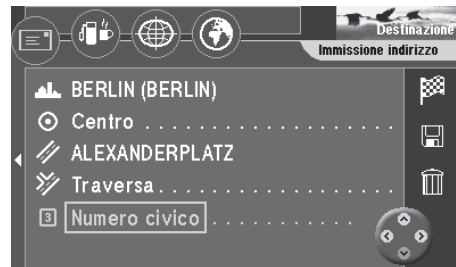 Destinazione
Immissione indirizzo
BERLIN (BERLIN)
Centro . . . . . . . . . . . . . . . . . . . .
ALEXANDERPLATZ
Traversa . . . . . . . . . . . . . . . . . . .
3 Numero civico . . . . . . . . . . .